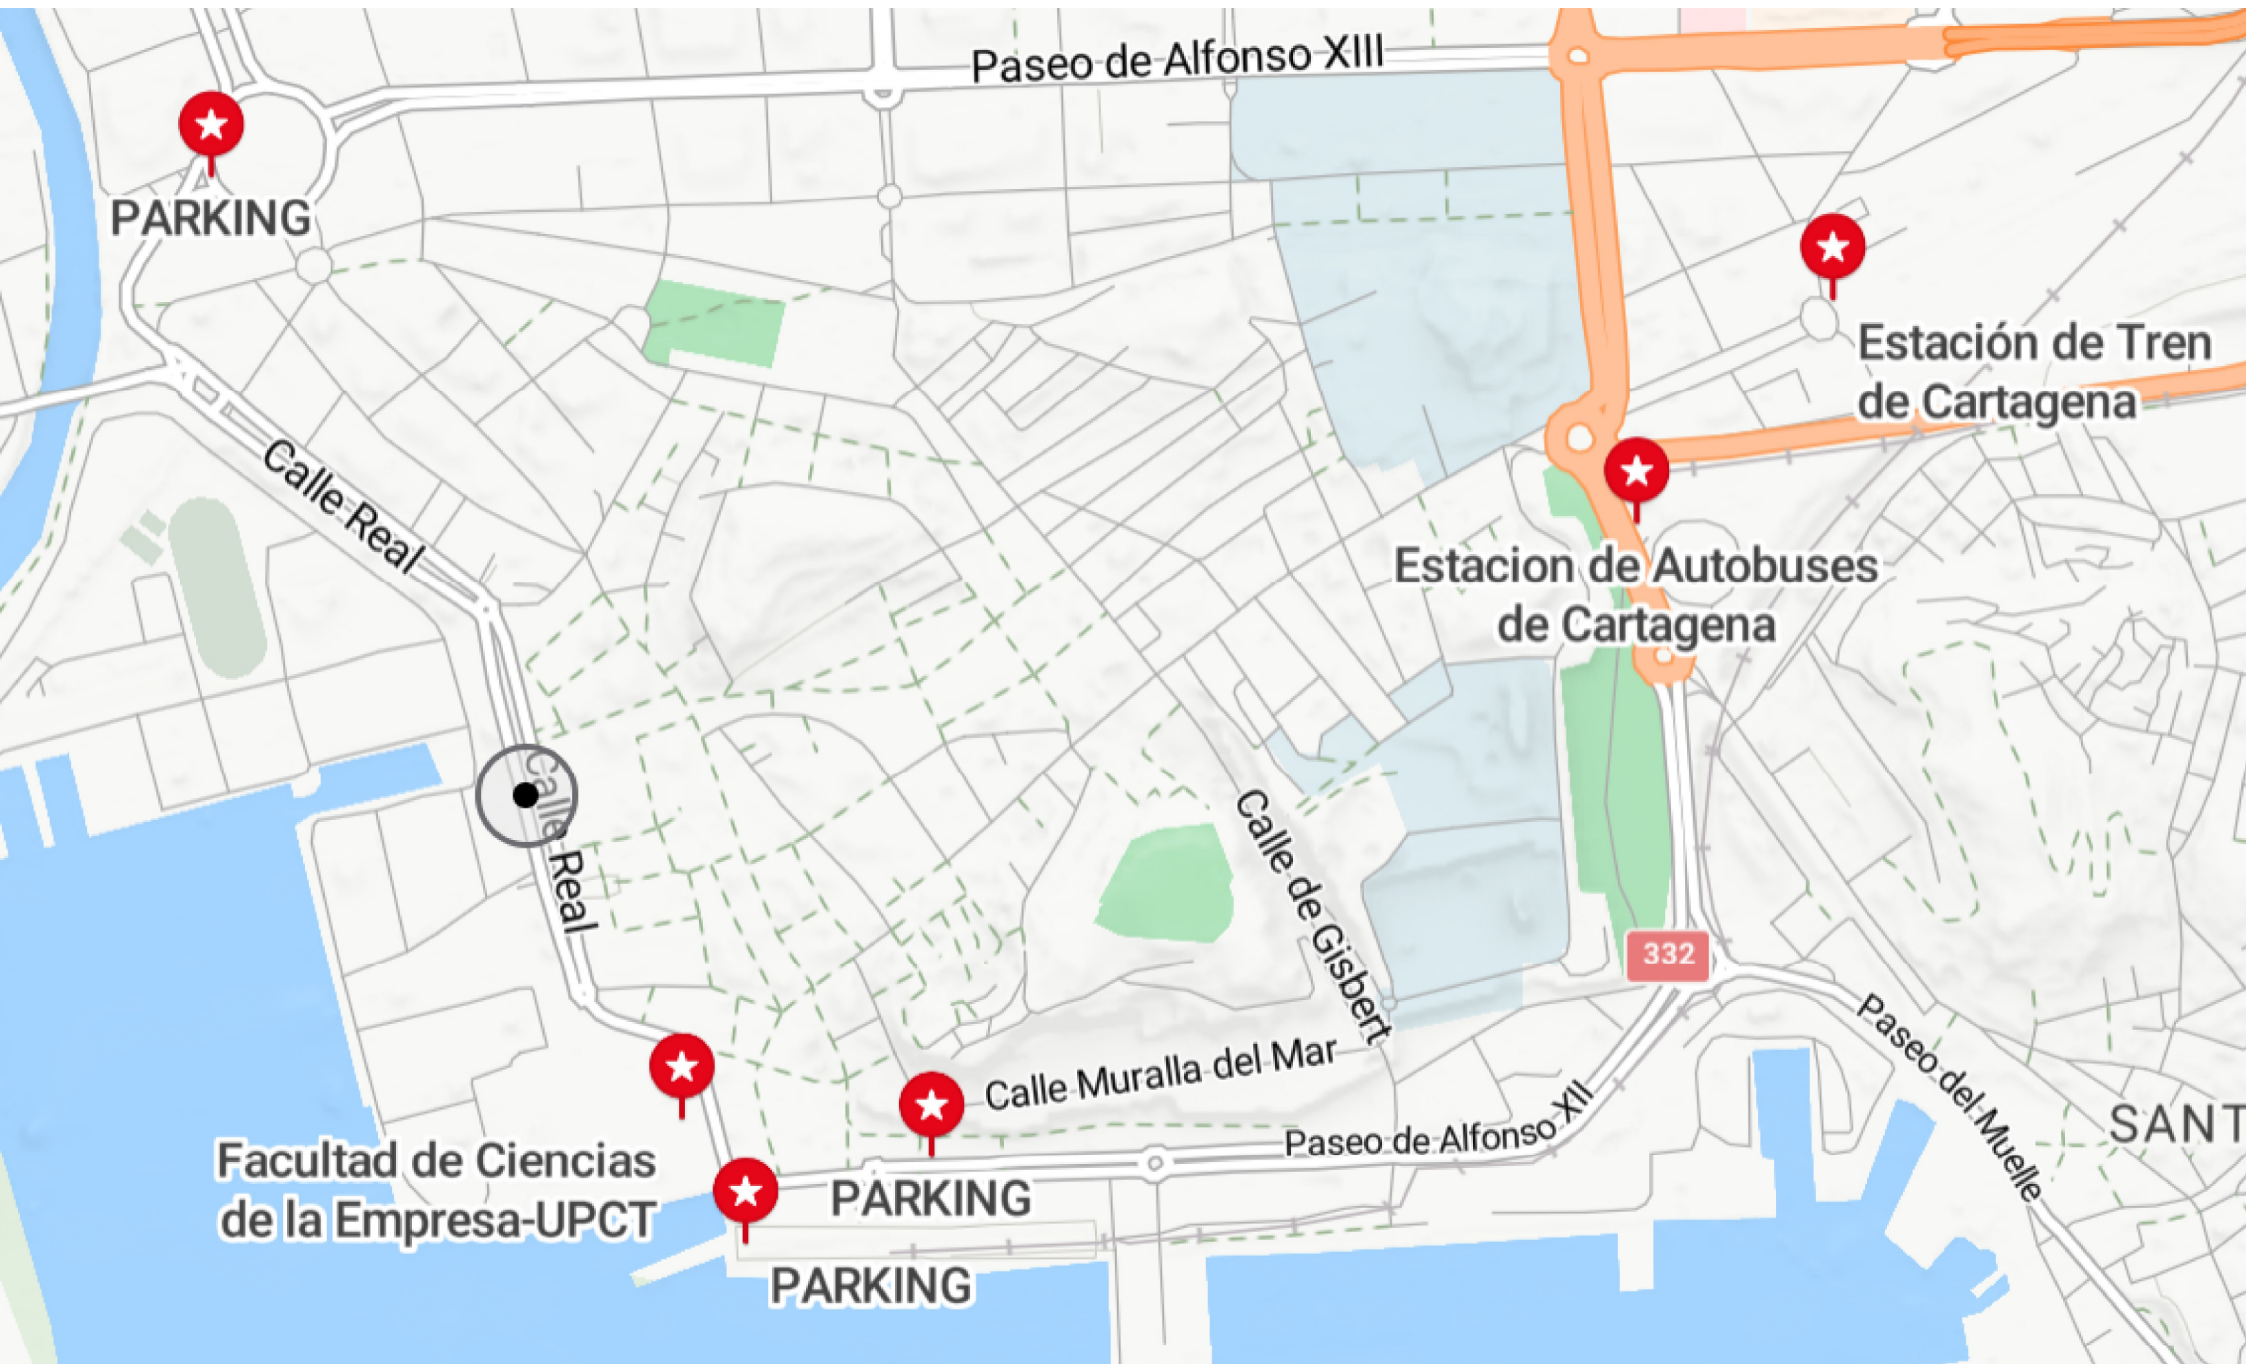 Paseo de Alfonso XIII
PARKING
Estación de Tren
de Cartagena
Calle Real
Estacion de Autobuses
de Cartagena
Calle Real
Calle de Gisbert
332
Paseo del Muelle
Calle Muralla del Mar
SANT
Paseo de Alfonso XII
Facultad de Ciencias
de la Empresa-UPCT
PARKING
PARKING